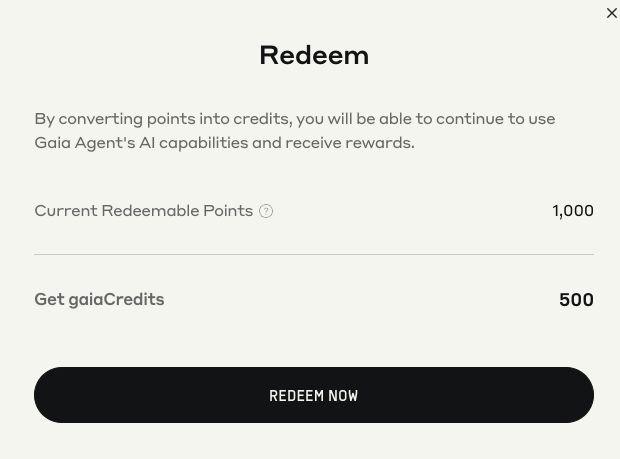 Redeem
By converting points into credits, you will be able to continue to use
Gaia Agent's AI capabilities and receive rewards.
Current Redeemable Points ? 1,000
Get gaiaCredits 500
REDEEM NOW